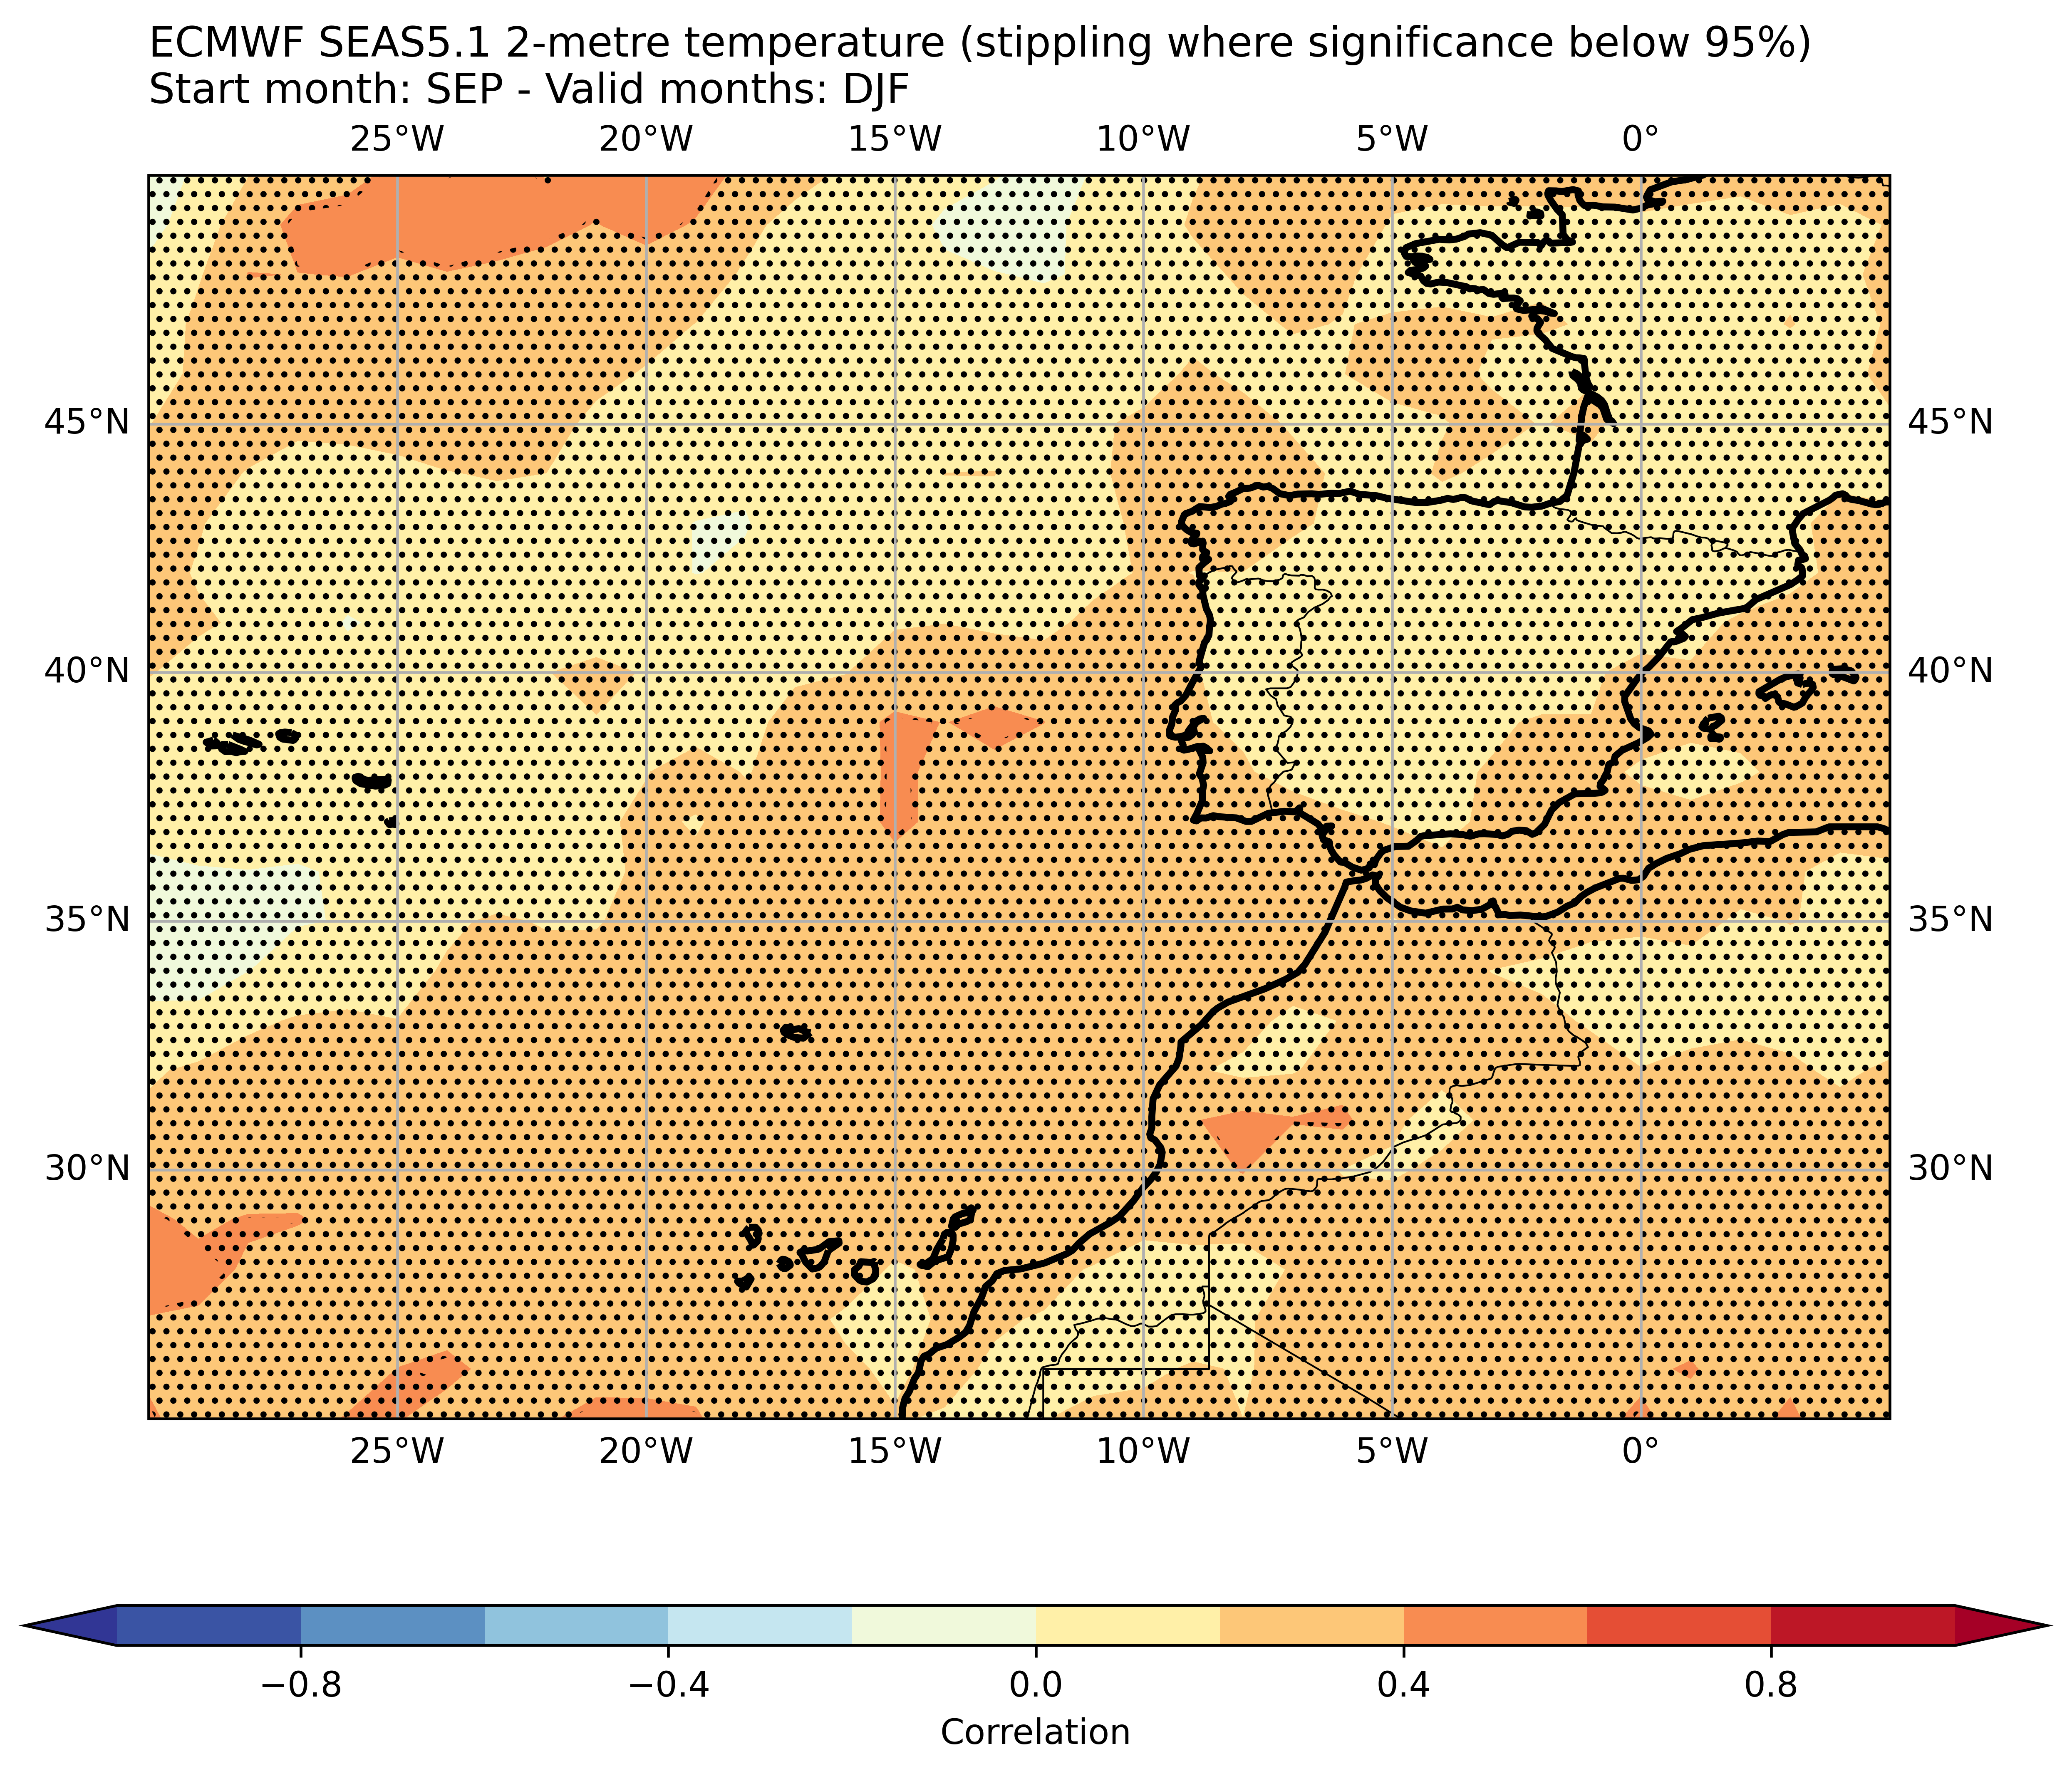 ECMWF SEAS5.1 2-metre temperature (stippling where significance below 95%)
Start month: SEP - Valid months: DJF
25°W 20°W 15°W 10°W 5°W 0°
45°N 45°N
40°N 40°N
35°N 35°N
30°N 30°N
25°W 20°W 15°W 10°W 5°W 0°
−0.8 −0.4 0.0 0.4 0.8
Correlation